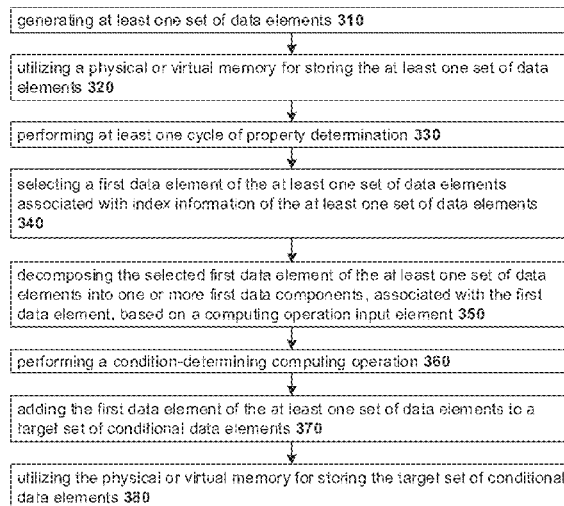 generating at least one set of data elements 310
utilizing a physical or virtual memory for storing the at least one set of data
elements 320
performing at least one cycle of property determination 330
selecting a first data element of the at least one set of data elements
associated with index information of the at least one set of data elements
340
decomposing the selected first data element of the at least one set of data
elements into one or more first data components, associated with the first
data element, based on a computing operation input element 350
performing a condition-determining computing operation 360
adding the first data element of the at least one set of data elements to a
target set of conditional data elements 370
utilizing the physical or virtual memory for storing the target set of conditional
data elements 380